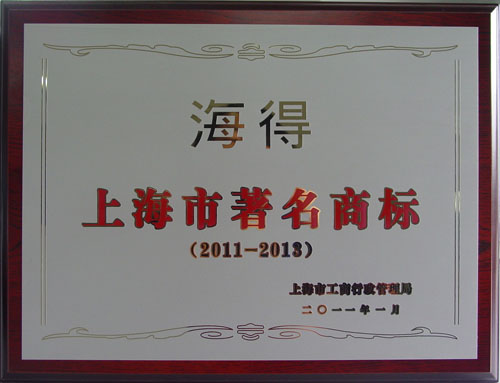 海得
上海市著名商标
(2011-2013)
上海市工商行政管理局
二〇一一年一月